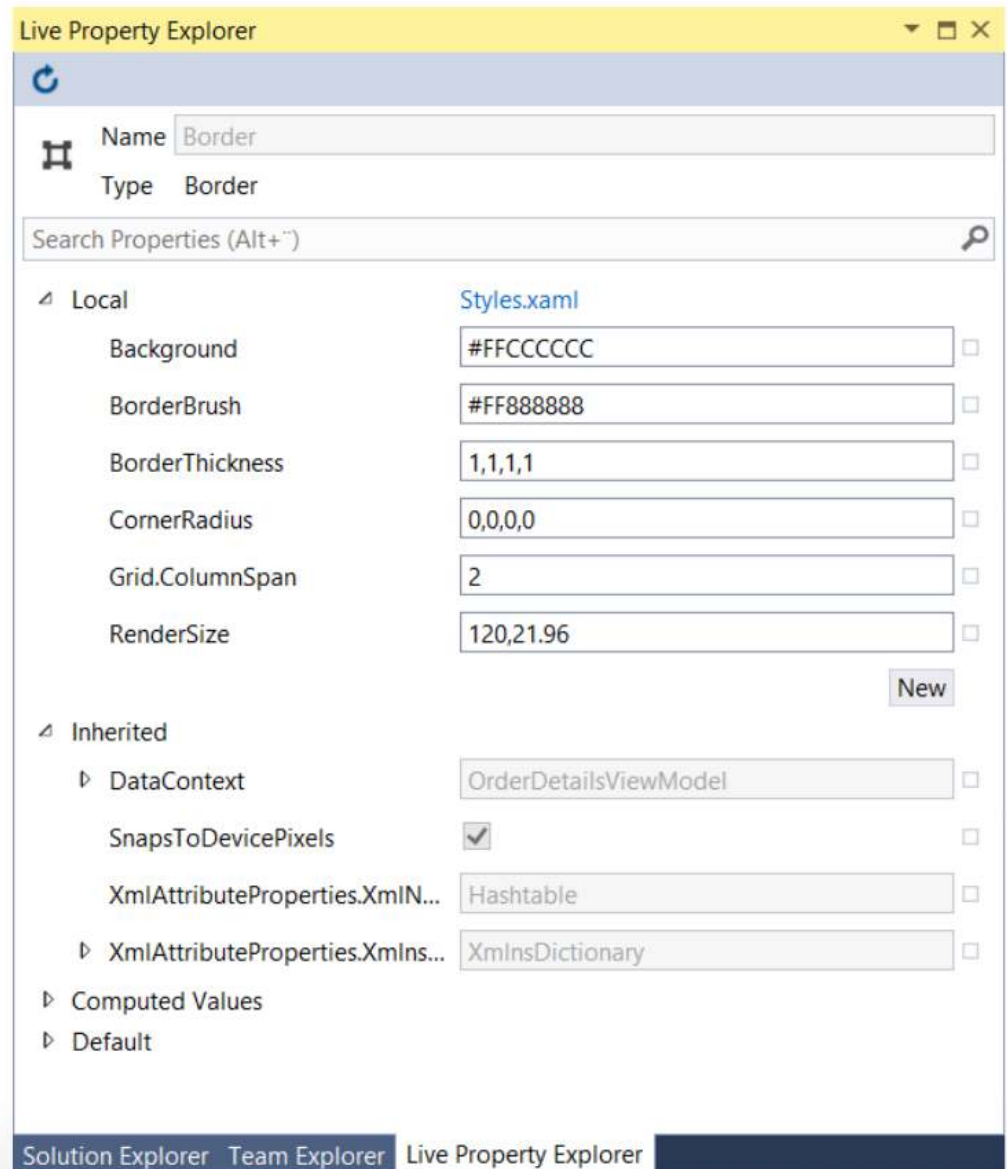 Live Property Explorer
Name Border
Type Border
Search Properties (Alt+¨)
Local Styles.xaml
Background #FFCCCCCC
BorderBrush #FF888888
BorderThickness 1,1,1,1
CornerRadius 0,0,0,0
Grid.ColumnSpan 2
RenderSize 120,21.96
New
Inherited
DataContext OrderDetailsViewModel
SnapsToDevicePixels
XmlAttributeProperties.XmlN... Hashtable
XmlAttributeProperties.Xmlns... XmlnsDictionary
Computed Values
Default
Solution Explorer Team Explorer Live Property Explorer